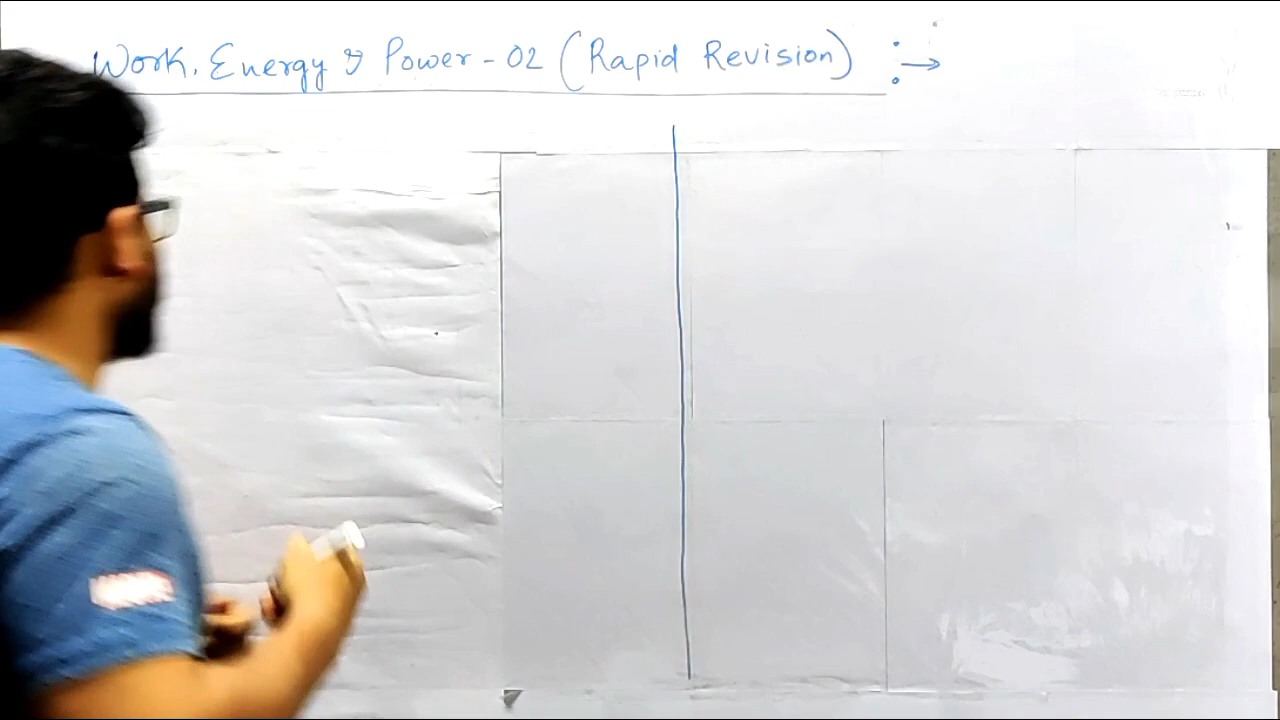 Work, Energy & Power - 02 (Rapid Revision) :→